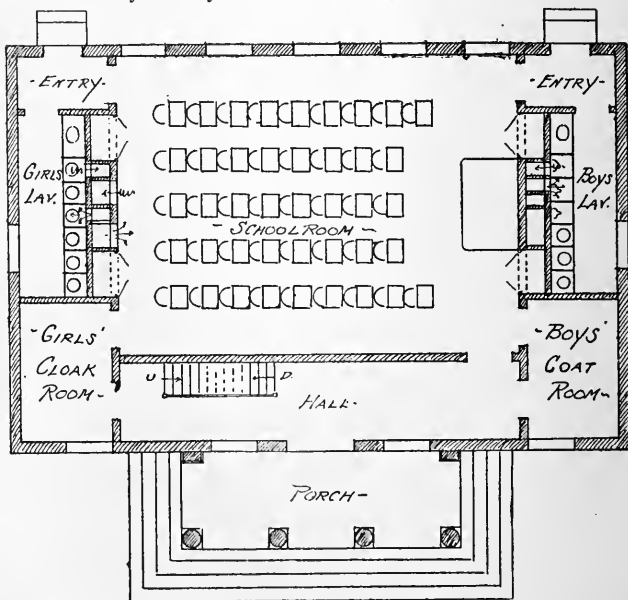 - ENTRY -
- ENTRY -
GIRLS
LAV.
BOYS
LAV.
- SCHOOL ROOM -
- GIRLS'
CLOAK
ROOM -
- BOYS'
COAT
ROOM -
U
D.
HALL -
PORCH -